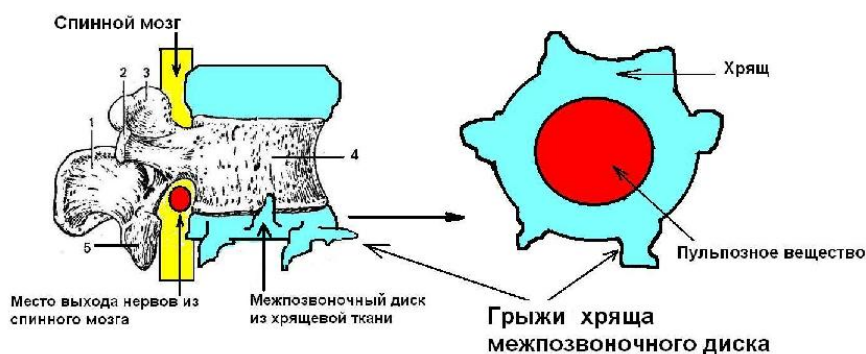 Спинной мозг
2
3
1
4
5
Хрящ
Пульпозное вещество
Место выхода нервов из
спинного мозга
Межпозвоночный диск
из хрящевой ткани
Грыжи хряща
межпозвоночного диска